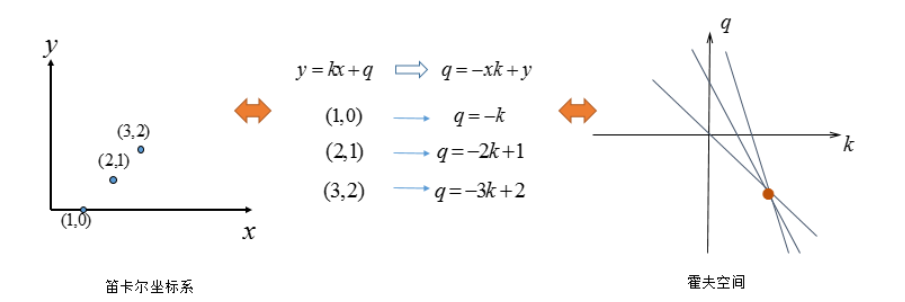 y
(3,2)
(2,1)
(1,0)
x
笛卡尔坐标系
y = kx + q ⇨ q = −xk + y
(1,0) → q = −k
(2,1) → q = −2k + 1
(3,2) → q = −3k + 2
q
k
霍夫空间